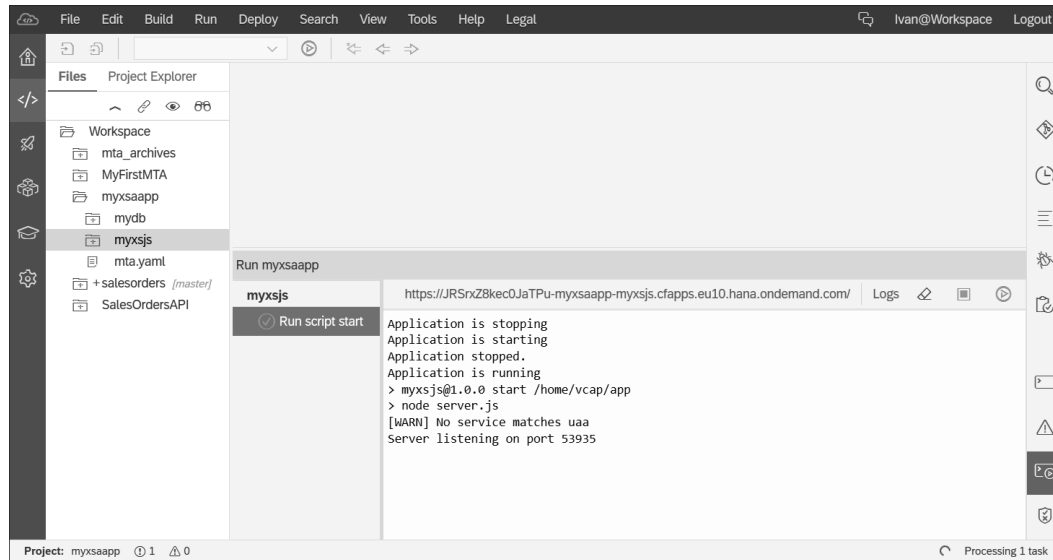 File Edit Build Run Deploy Search View Tools Help Legal Ivan@Workspace Logout
Files Project Explorer
Workspace
mta_archives
MyFirstMTA
myxsaapp
mydb
myxsjs
mta.yaml
+salesorders [master]
SalesOrdersAPI
Run myxsaapp
myxsjs
Run script start
https://JRSrxZ8kec0JaTPu-myxsaapp-myxsjs.cfapps.eu10.hana.ondemand.com/ Logs
Application is stopping
Application is starting
Application stopped.
Application is running
> myxsjs@1.0.0 start /home/vcap/app
> node server.js
[WARN] No service matches uaa
Server listening on port 53935
Project: myxsaapp 1 0 Processing 1 task